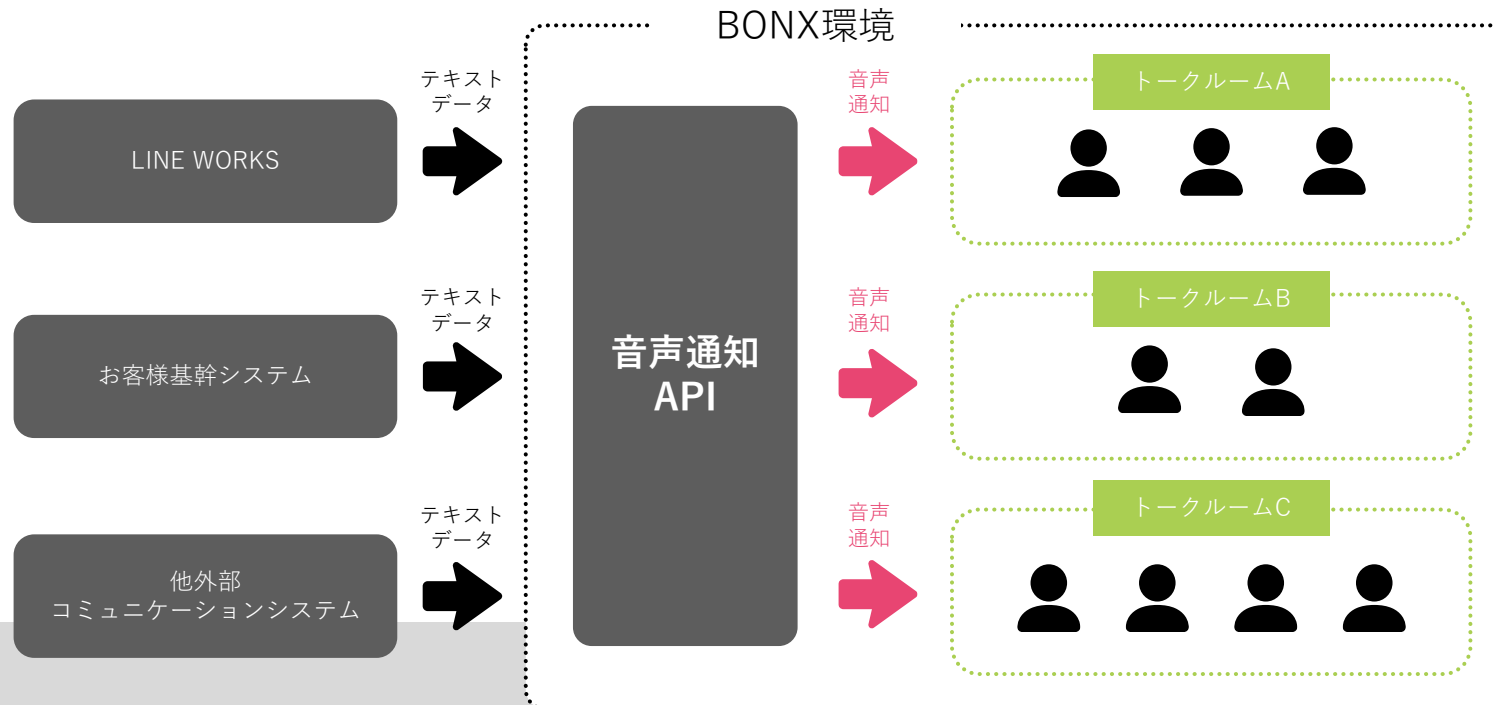 BONX環境
テキスト
データ
音声
通知
トークルームA
LINE WORKS
テキスト
データ
音声
通知
トークルームB
お客様基幹システム
音声通知
API
テキスト
データ
音声
通知
トークルームC
他外部
コミュニケーションシステム